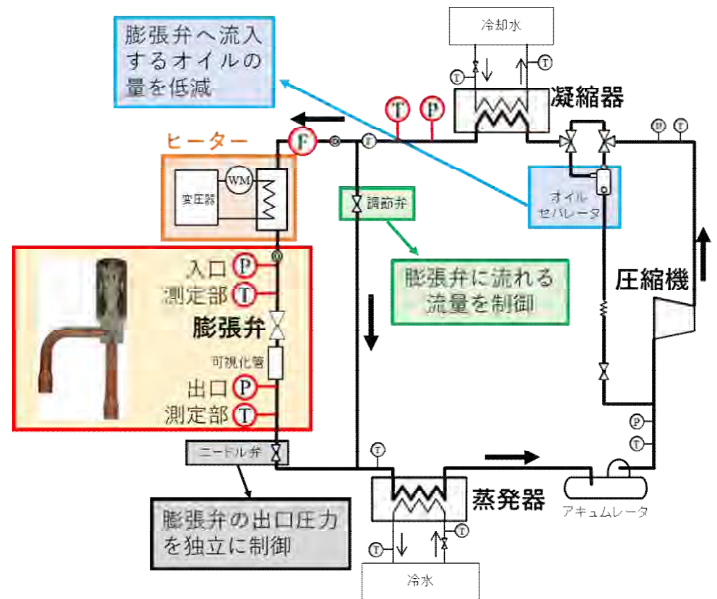 冷却水
膨張弁へ流入
するオイルの
量を低減
T
T
凝縮器
T
P
ヒーター
F
T
P
T
WM
変圧器
調節弁
オイル
セパレータ
入口
P
測定部
T
膨張弁に流れる
流量を制御
圧縮機
膨張弁
可視化管
出口
P
測定部
T
P
T
ニードル弁
T
蒸発器
アキュムレータ
膨張弁の出口圧力
を独立に制御
T
T
冷水